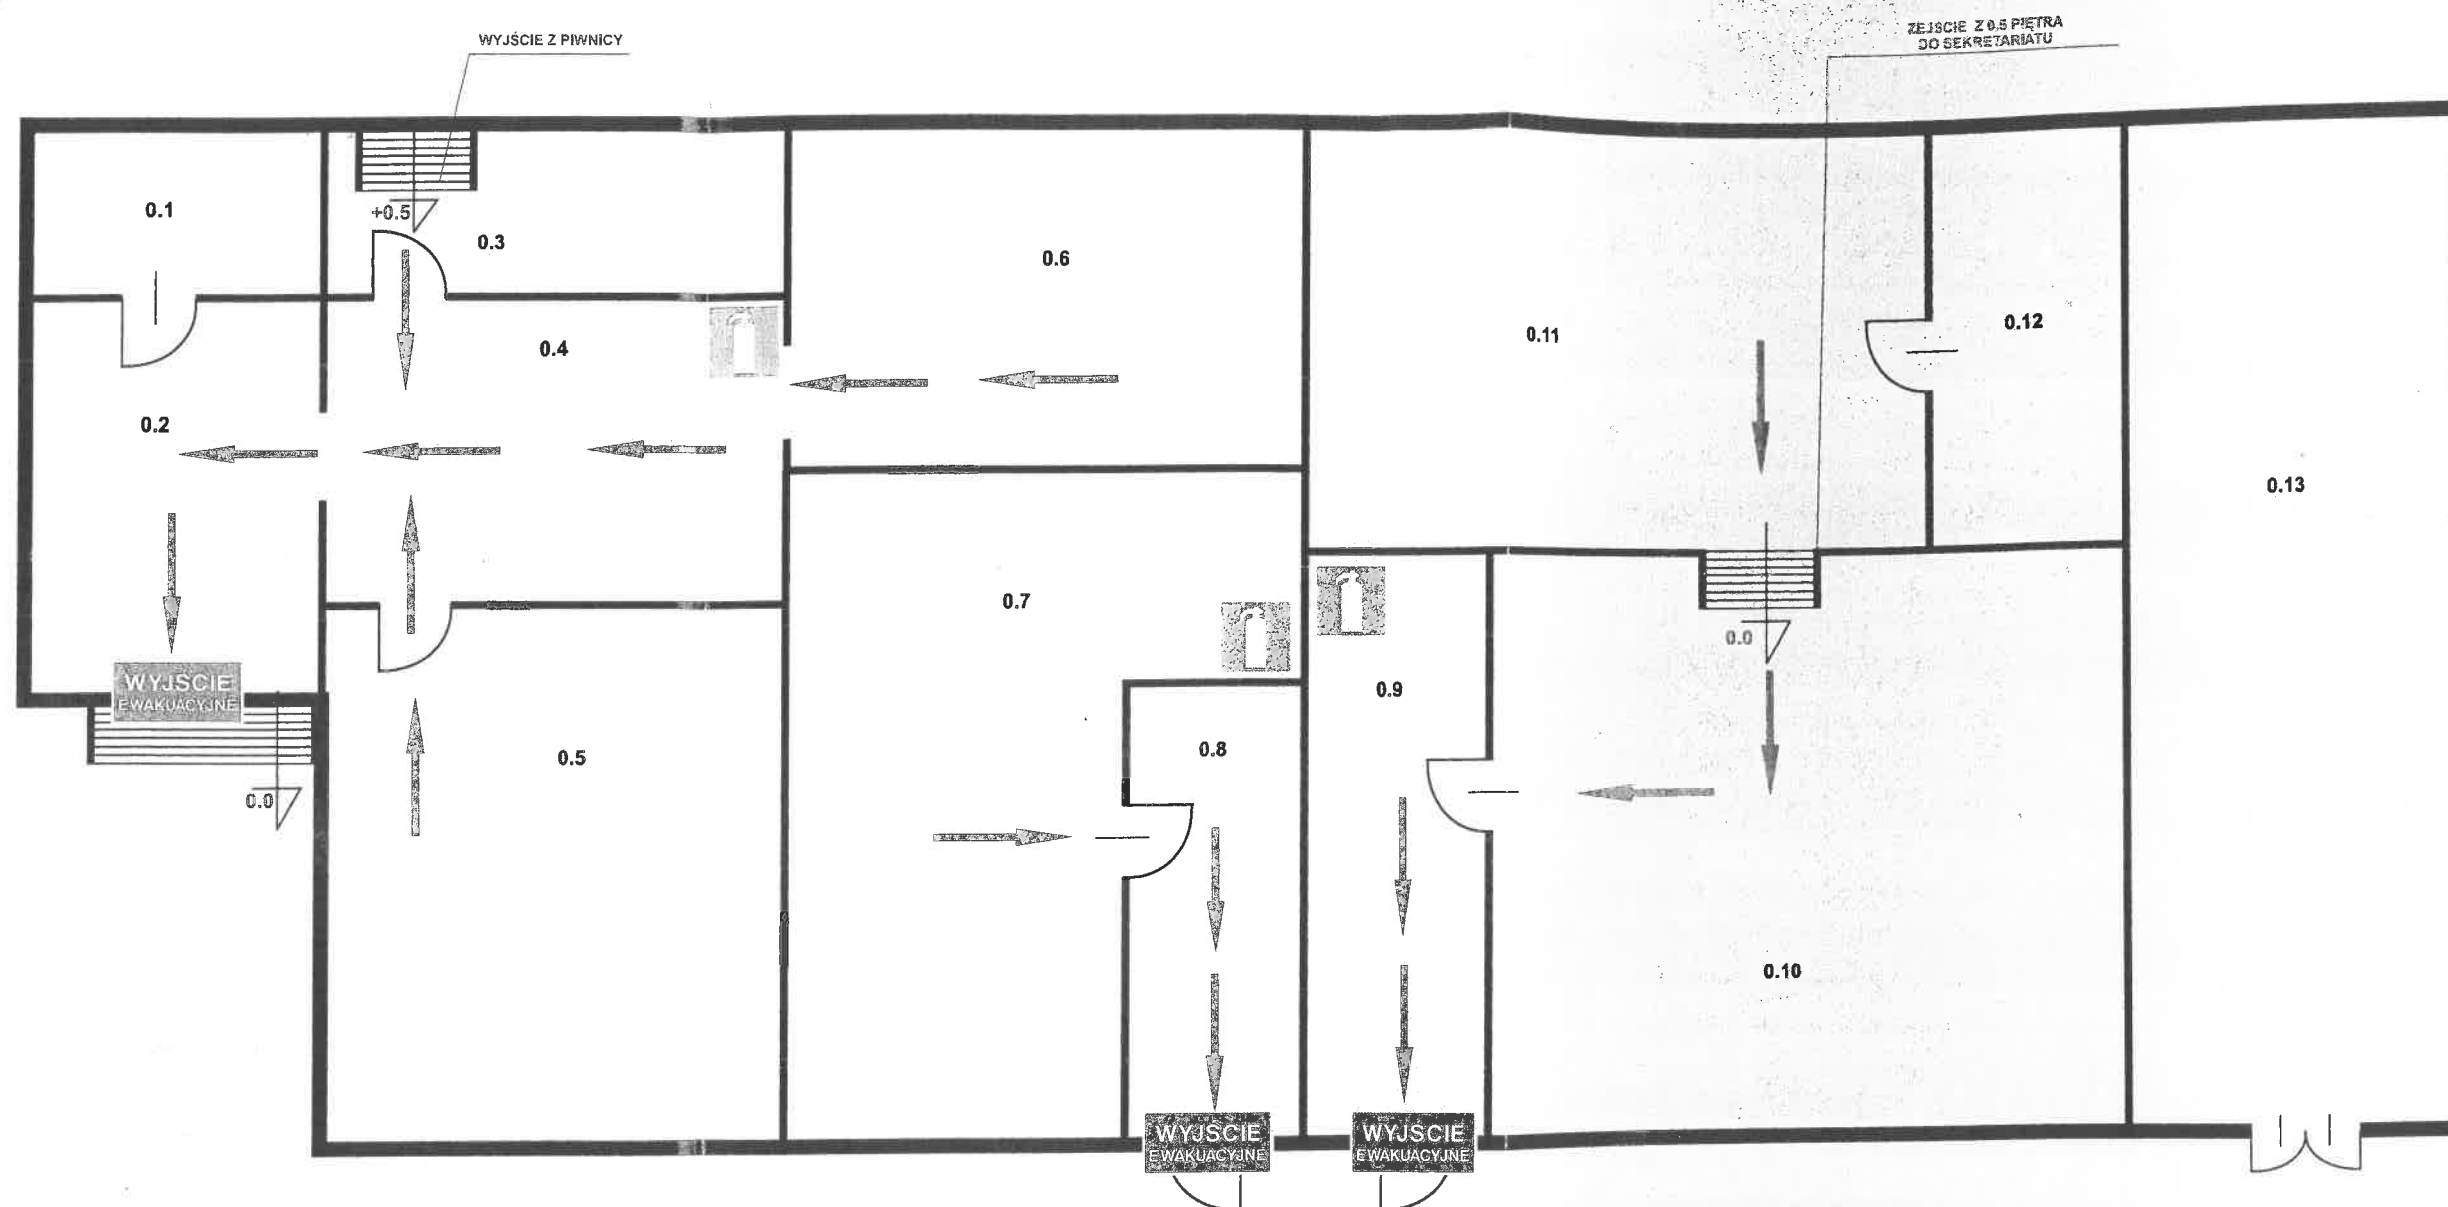 WYJŚCIE Z PIWNICY
ZEJŚCIE Z 0,5 PIĘTRA
DO SEKRETARIATU
0.1
+0.5
0.3
0.6
0.11
0.12
0.4
0.2
0.13
0.7
0.0
0.9
WYJŚCIE
EWAKUACYJNE
0.8
0.5
0.0
0.10
WYJŚCIE
EWAKUACYJNE
WYJŚCIE
EWAKUACYJNE